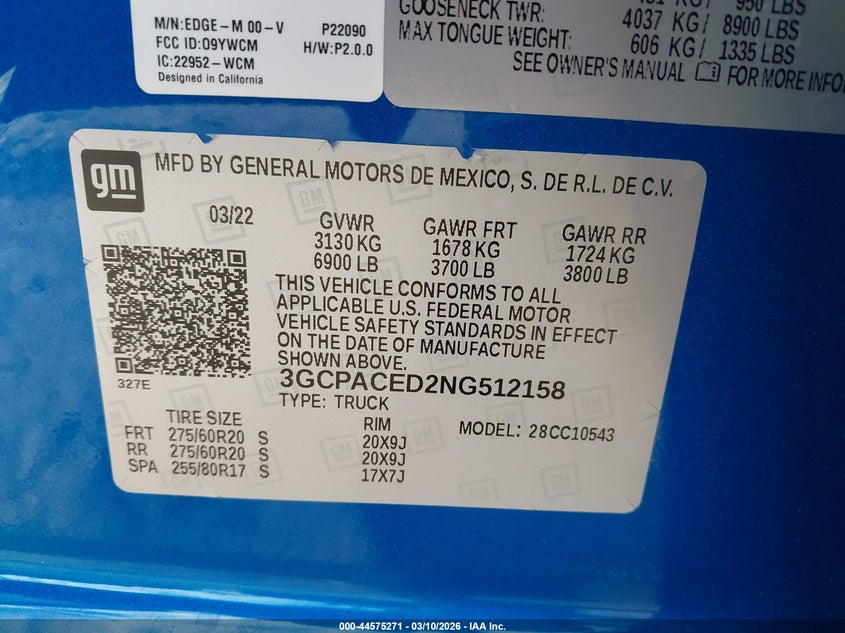 M/N:EDGE-M 00-V P22090
FCC ID:O9YWCM H/W:P2.0.0
IC:22952-WCM
Designed in California
GOOSENECK TWR: 950 LBS
MAX TONGUE WEIGHT: 4037 KG/ 8900 LBS
606 KG/ 1335 LBS
SEE OWNER'S MANUAL FOR MORE
gm
MFD BY GENERAL MOTORS DE MEXICO, S. DE R.L. DE C.V.
03/22 GVWR GAWR FRT GAWR RR
3130 KG 1678 KG 1724 KG
6900 LB 3700 LB 3800 LB
THIS VEHICLE CONFORMS TO ALL
APPLICABLE U.S. FEDERAL MOTOR
VEHICLE SAFETY STANDARDS IN EFFECT
ON THE DATE OF MANUFACTURE
SHOWN ABOVE.
327E
3GCPACED2NG512158
TYPE: TRUCK
TIRE SIZE RIM MODEL: 28CC10543
FRT 275/60R20 S 20X9J
RR 275/60R20 S 20X9J
SPA 255/80R17 S 17X7J
000-44575271 - 03/10/2026 - IAA Inc.